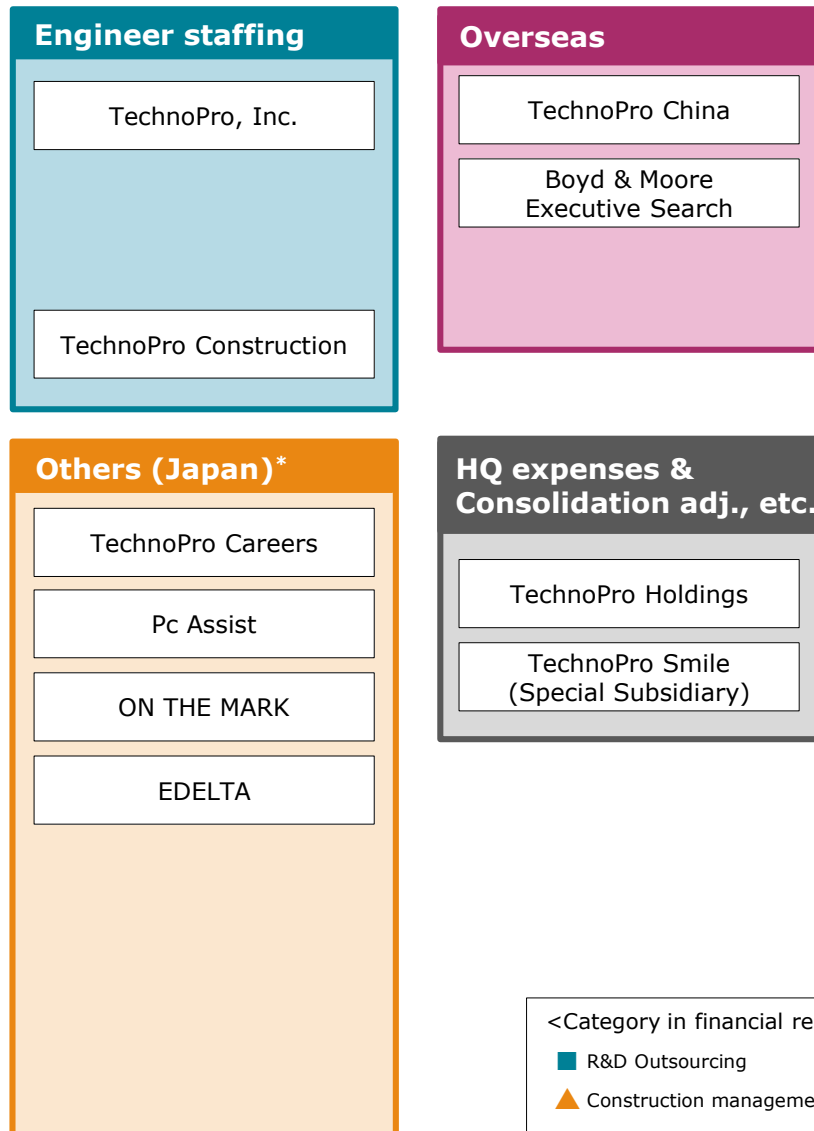 Engineer staffing
TechnoPro, Inc.
TechnoPro Construction
Overseas
TechnoPro China
Boyd & Moore
Executive Search
Others (Japan)*
TechnoPro Careers
Pc Assist
ON THE MARK
EDELTA
HQ expenses &
Consolidation adj., etc.
TechnoPro Holdings
TechnoPro Smile
(Special Subsidiary)
<Category in financial re
R&D Outsourcing
Construction manageme